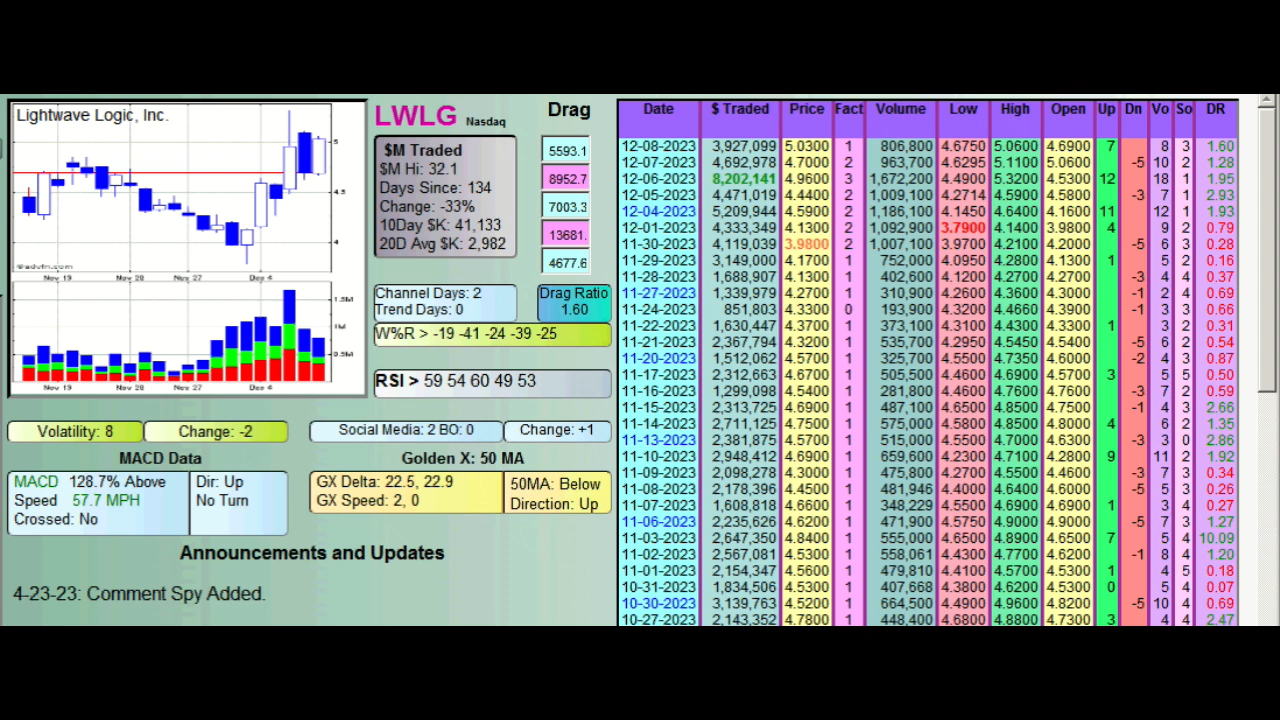 Lightwave Logic, Inc.
5
4.5
4
Nov 13 Nov 20 Nov 27 Dec 4
1.5M
1M
0.5M
Nov 13 Nov 20 Nov 27 Dec 4
LWLG Nasdaq
Drag
$M Traded
$M Hi: 32.1
Days Since: 134
Change: -33%
10Day $K: 41,133
20D Avg $K: 2,982
5593.1
8952.7
7003.3
13681.
4677.6
Channel Days: 2
Trend Days: 0
Drag Ratio
1.60
W%R > -19 -41 -24 -39 -25
RSI > 59 54 60 49 53
Volatility: 8
Change: -2
Social Media: 2 BO: 0
Change: +1
MACD Data
MACD 128.7% Above
Speed 57.7 MPH
Crossed: No
Dir: Up
No Turn
Golden X: 50 MA
GX Delta: 22.5, 22.9
GX Speed: 2, 0
50MA: Below
Direction: Up
Announcements and Updates
4-23-23: Comment Spy Added.
Date $ Traded Price Fact Volume Low High Open Up Dn Vo So DR
12-08-2023 3,927,099 5.0300 1 806,800 4.6750 5.0600 4.6900 7 8 3 1.60
12-07-2023 4,692,978 4.7000 2 963,700 4.6295 5.1100 5.0600 -5 10 2 1.28
12-06-2023 8,202,141 4.9600 3 1,672,200 4.4900 5.3200 4.5300 12 18 1 1.95
12-05-2023 4,471,019 4.4400 2 1,009,100 4.2714 4.5900 4.5800 -3 7 1 2.93
12-04-2023 5,209,944 4.5900 2 1,186,100 4.1450 4.6400 4.1600 11 12 1 1.93
12-01-2023 4,333,349 4.1300 2 1,092,900 3.7900 4.1400 3.9800 4 9 2 0.79
11-30-2023 4,119,039 3.9800 2 1,007,100 3.9700 4.2100 4.2000 -5 6 3 0.28
11-29-2023 3,149,000 4.1700 1 752,000 4.0950 4.2800 4.1300 1 5 2 0.16
11-28-2023 1,688,907 4.1300 1 402,600 4.1200 4.2700 4.2700 -3 4 4 0.37
11-27-2023 1,339,979 4.2700 1 310,900 4.2600 4.3600 4.3000 -1 2 4 0.69
11-24-2023 851,803 4.3300 0 193,900 4.3200 4.4660 4.3900 -1 3 3 0.66
11-22-2023 1,630,447 4.3700 1 373,100 4.3100 4.4300 4.3300 1 3 2 0.31
11-21-2023 2,367,794 4.3200 1 535,700 4.2950 4.5450 4.5400 -5 6 2 0.54
11-20-2023 1,512,062 4.5700 1 325,700 4.5500 4.7350 4.6000 -2 4 3 0.87
11-17-2023 2,312,663 4.6700 1 505,500 4.4600 4.6900 4.5700 3 5 5 0.50
11-16-2023 1,299,098 4.5400 1 281,800 4.4600 4.7600 4.7600 -3 7 2 0.59
11-15-2023 2,313,725 4.6900 1 487,100 4.6500 4.8500 4.7500 -1 4 3 2.66
11-14-2023 2,711,125 4.7500 1 575,000 4.5800 4.8500 4.8000 4 6 2 1.35
11-13-2023 2,381,875 4.5700 1 515,000 4.5500 4.7000 4.6300 -3 3 0 2.86
11-10-2023 2,948,412 4.6900 1 659,600 4.2300 4.7100 4.2800 9 11 2 1.92
11-09-2023 2,098,278 4.3000 1 475,800 4.2700 4.5500 4.4600 -3 7 3 0.34
11-08-2023 2,178,396 4.4500 1 481,946 4.4000 4.6400 4.6000 -5 5 3 0.26
11-07-2023 1,608,818 4.6600 1 348,229 4.5500 4.6900 4.6900 1 3 4 0.27
11-06-2023 2,235,626 4.6200 1 471,900 4.5750 4.9000 4.9000 -5 7 3 1.27
11-03-2023 2,647,350 4.8400 1 555,000 4.6500 4.8900 4.6500 7 5 4 10.09
11-02-2023 2,567,081 4.5300 1 558,061 4.4300 4.7700 4.6200 -1 8 4 1.20
11-01-2023 2,154,347 4.5600 1 479,810 4.4100 4.5700 4.5300 1 4 5 0.18
10-31-2023 1,834,506 4.5300 1 407,668 4.3800 4.6200 4.5300 0 5 4 0.07
10-30-2023 3,139,763 4.5200 1 664,500 4.4900 4.9600 4.8200 -5 10 4 0.69
10-27-2023 2,143,352 4.7800 1 448,400 4.6800 4.8800 4.7300 3 4 4 2.47